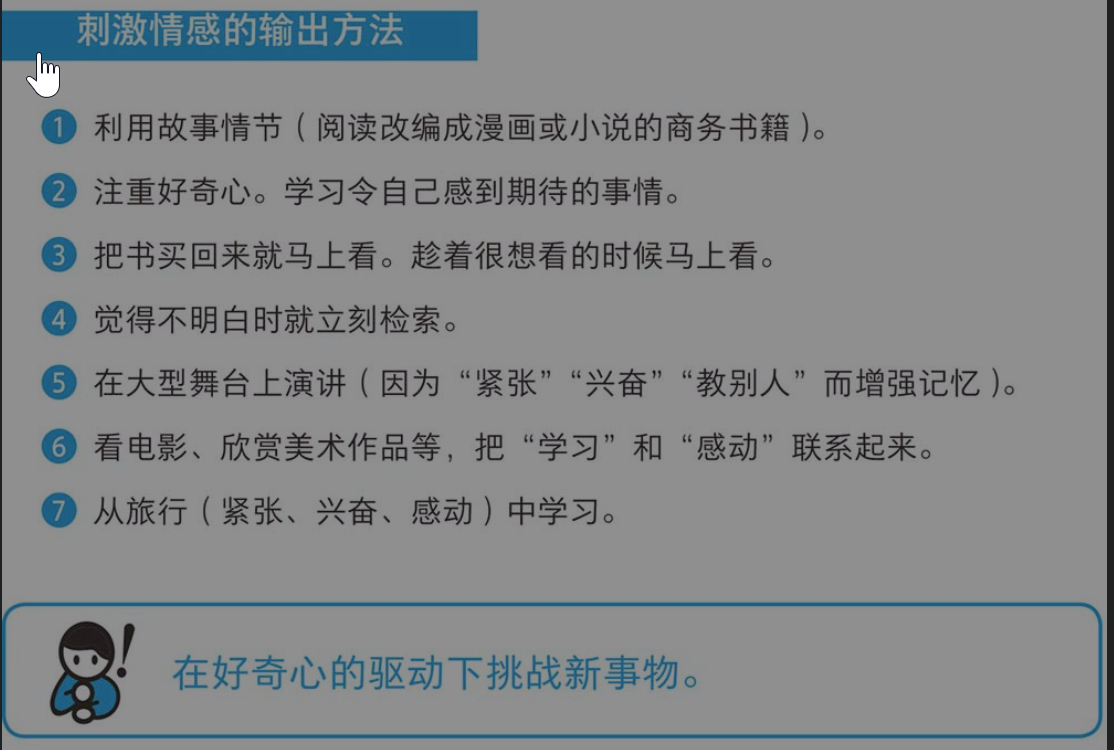 刺激情感的输出方法
1 利用故事情节（阅读改编成漫画或小说的商务书籍）。
2 注重好奇心。学习令自己感到期待的事情。
3 把书买回来就马上看。趁着很想看的时候马上看。
4 觉得不明白时就立刻检索。
5 在大型舞台上演讲（因为“紧张”“兴奋”“教别人”而增强记忆）。
6 看电影、欣赏美术作品等，把“学习”和“感动”联系起来。
7 从旅行（紧张、兴奋、感动）中学习。
在好奇心的驱动下挑战新事物。